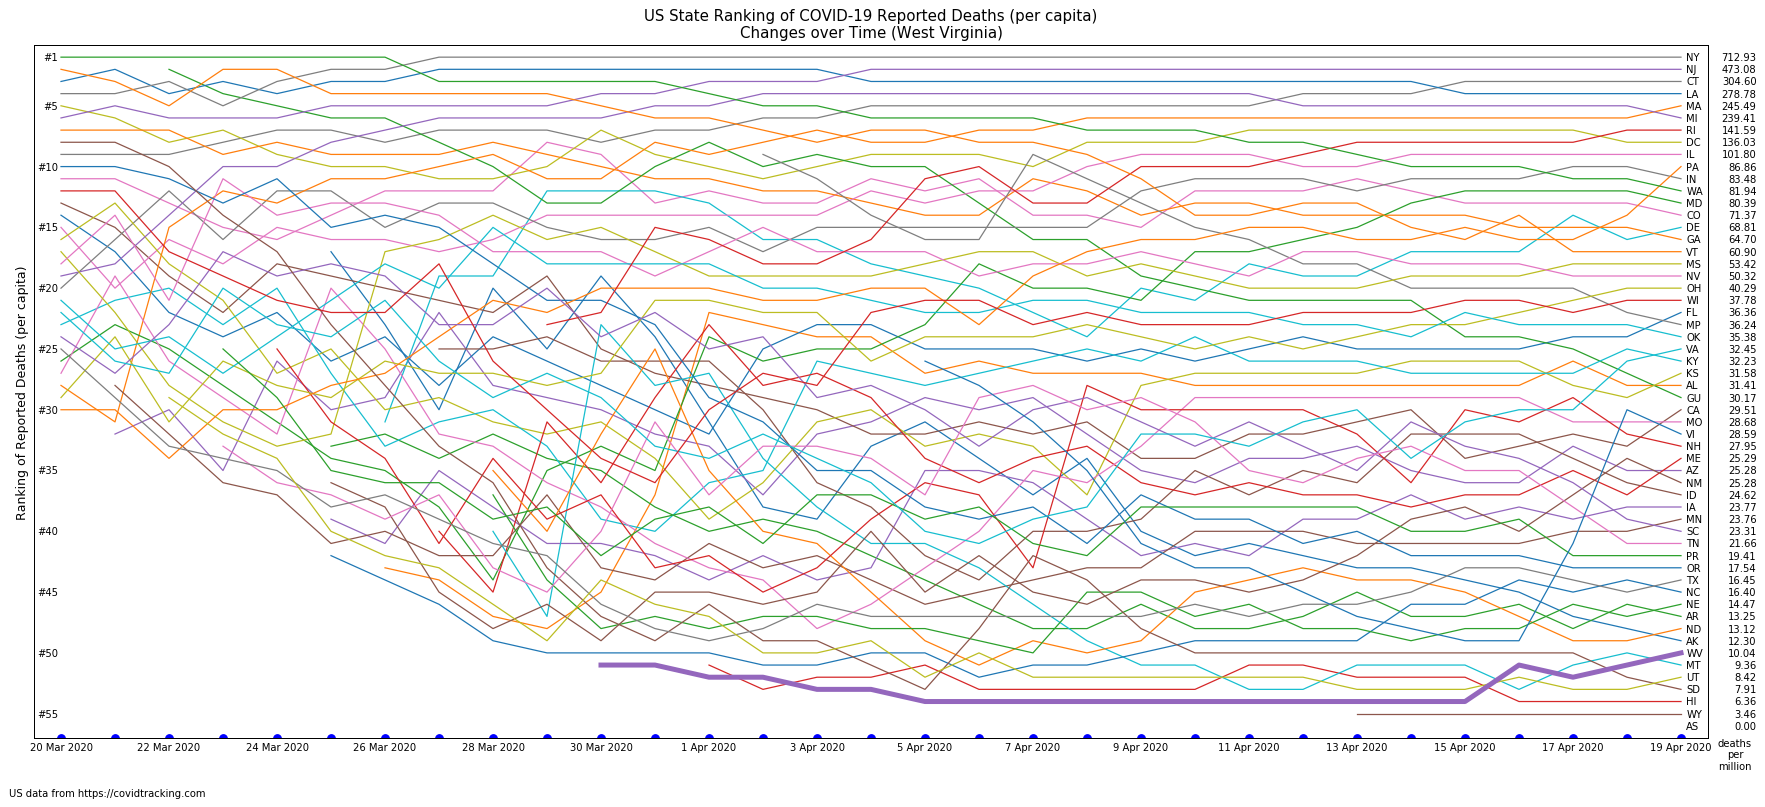 US State Ranking of COVID-19 Reported Deaths (per capita)
Changes over Time (West Virginia)
Ranking of Reported Deaths (per capita)
#1
#5
#10
#15
#20
#25
#30
#35
#40
#45
#50
#55
NY 712.93
NJ 473.08
CT 304.60
LA 278.78
MA 245.49
MI 239.41
RI 141.59
DC 136.03
IL 101.80
PA 86.86
IN 83.48
WA 81.94
MD 80.39
CO 71.37
DE 68.81
GA 64.70
VT 60.90
MS 53.42
NV 50.32
OH 40.29
WI 37.78
FL 36.36
MP 36.24
OK 35.38
VA 32.45
KY 32.23
KS 31.58
AL 31.41
GU 30.17
CA 29.51
MO 28.68
VI 28.59
NH 27.95
ME 25.29
AZ 25.28
NM 25.28
ID 24.62
IA 23.77
MN 23.76
SC 23.31
TN 21.66
PR 19.41
OR 17.54
TX 16.45
NC 16.40
NE 14.47
AR 13.25
ND 13.12
AK 12.30
WV 10.04
MT 9.36
UT 8.42
SD 7.91
HI 6.36
WY 3.46
AS 0.00
20 Mar 2020 22 Mar 2020 24 Mar 2020 26 Mar 2020 28 Mar 2020 30 Mar 2020 1 Apr 2020 3 Apr 2020 5 Apr 2020 7 Apr 2020 9 Apr 2020 11 Apr 2020 13 Apr 2020 15 Apr 2020 17 Apr 2020 19 Apr 2020
deaths
per
million
US data from https://covidtracking.com